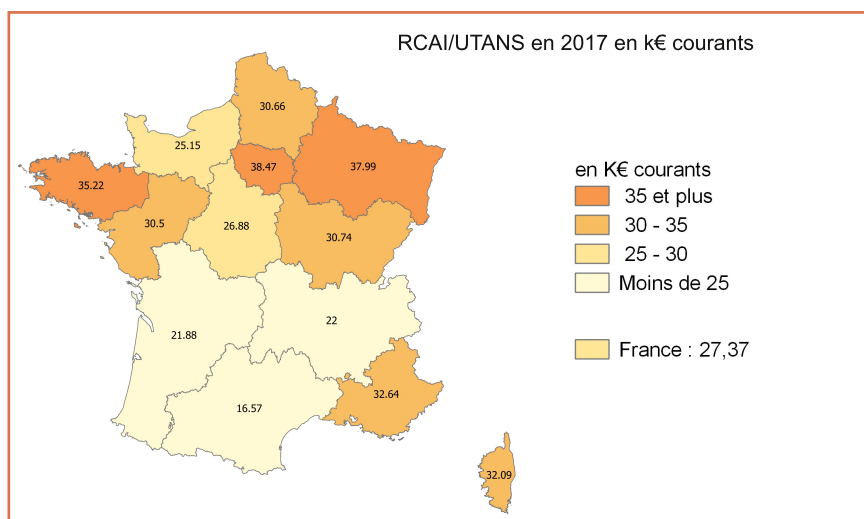 RCAI/UTANS en 2017 en k€ courants
30.66
25.15
38.47
37.99
35.22
30.5
26.88
30.74
21.88
22
16.57
32.64
32.09
en K€ courants
35 et plus
30 - 35
25 - 30
Moins de 25
France : 27,37